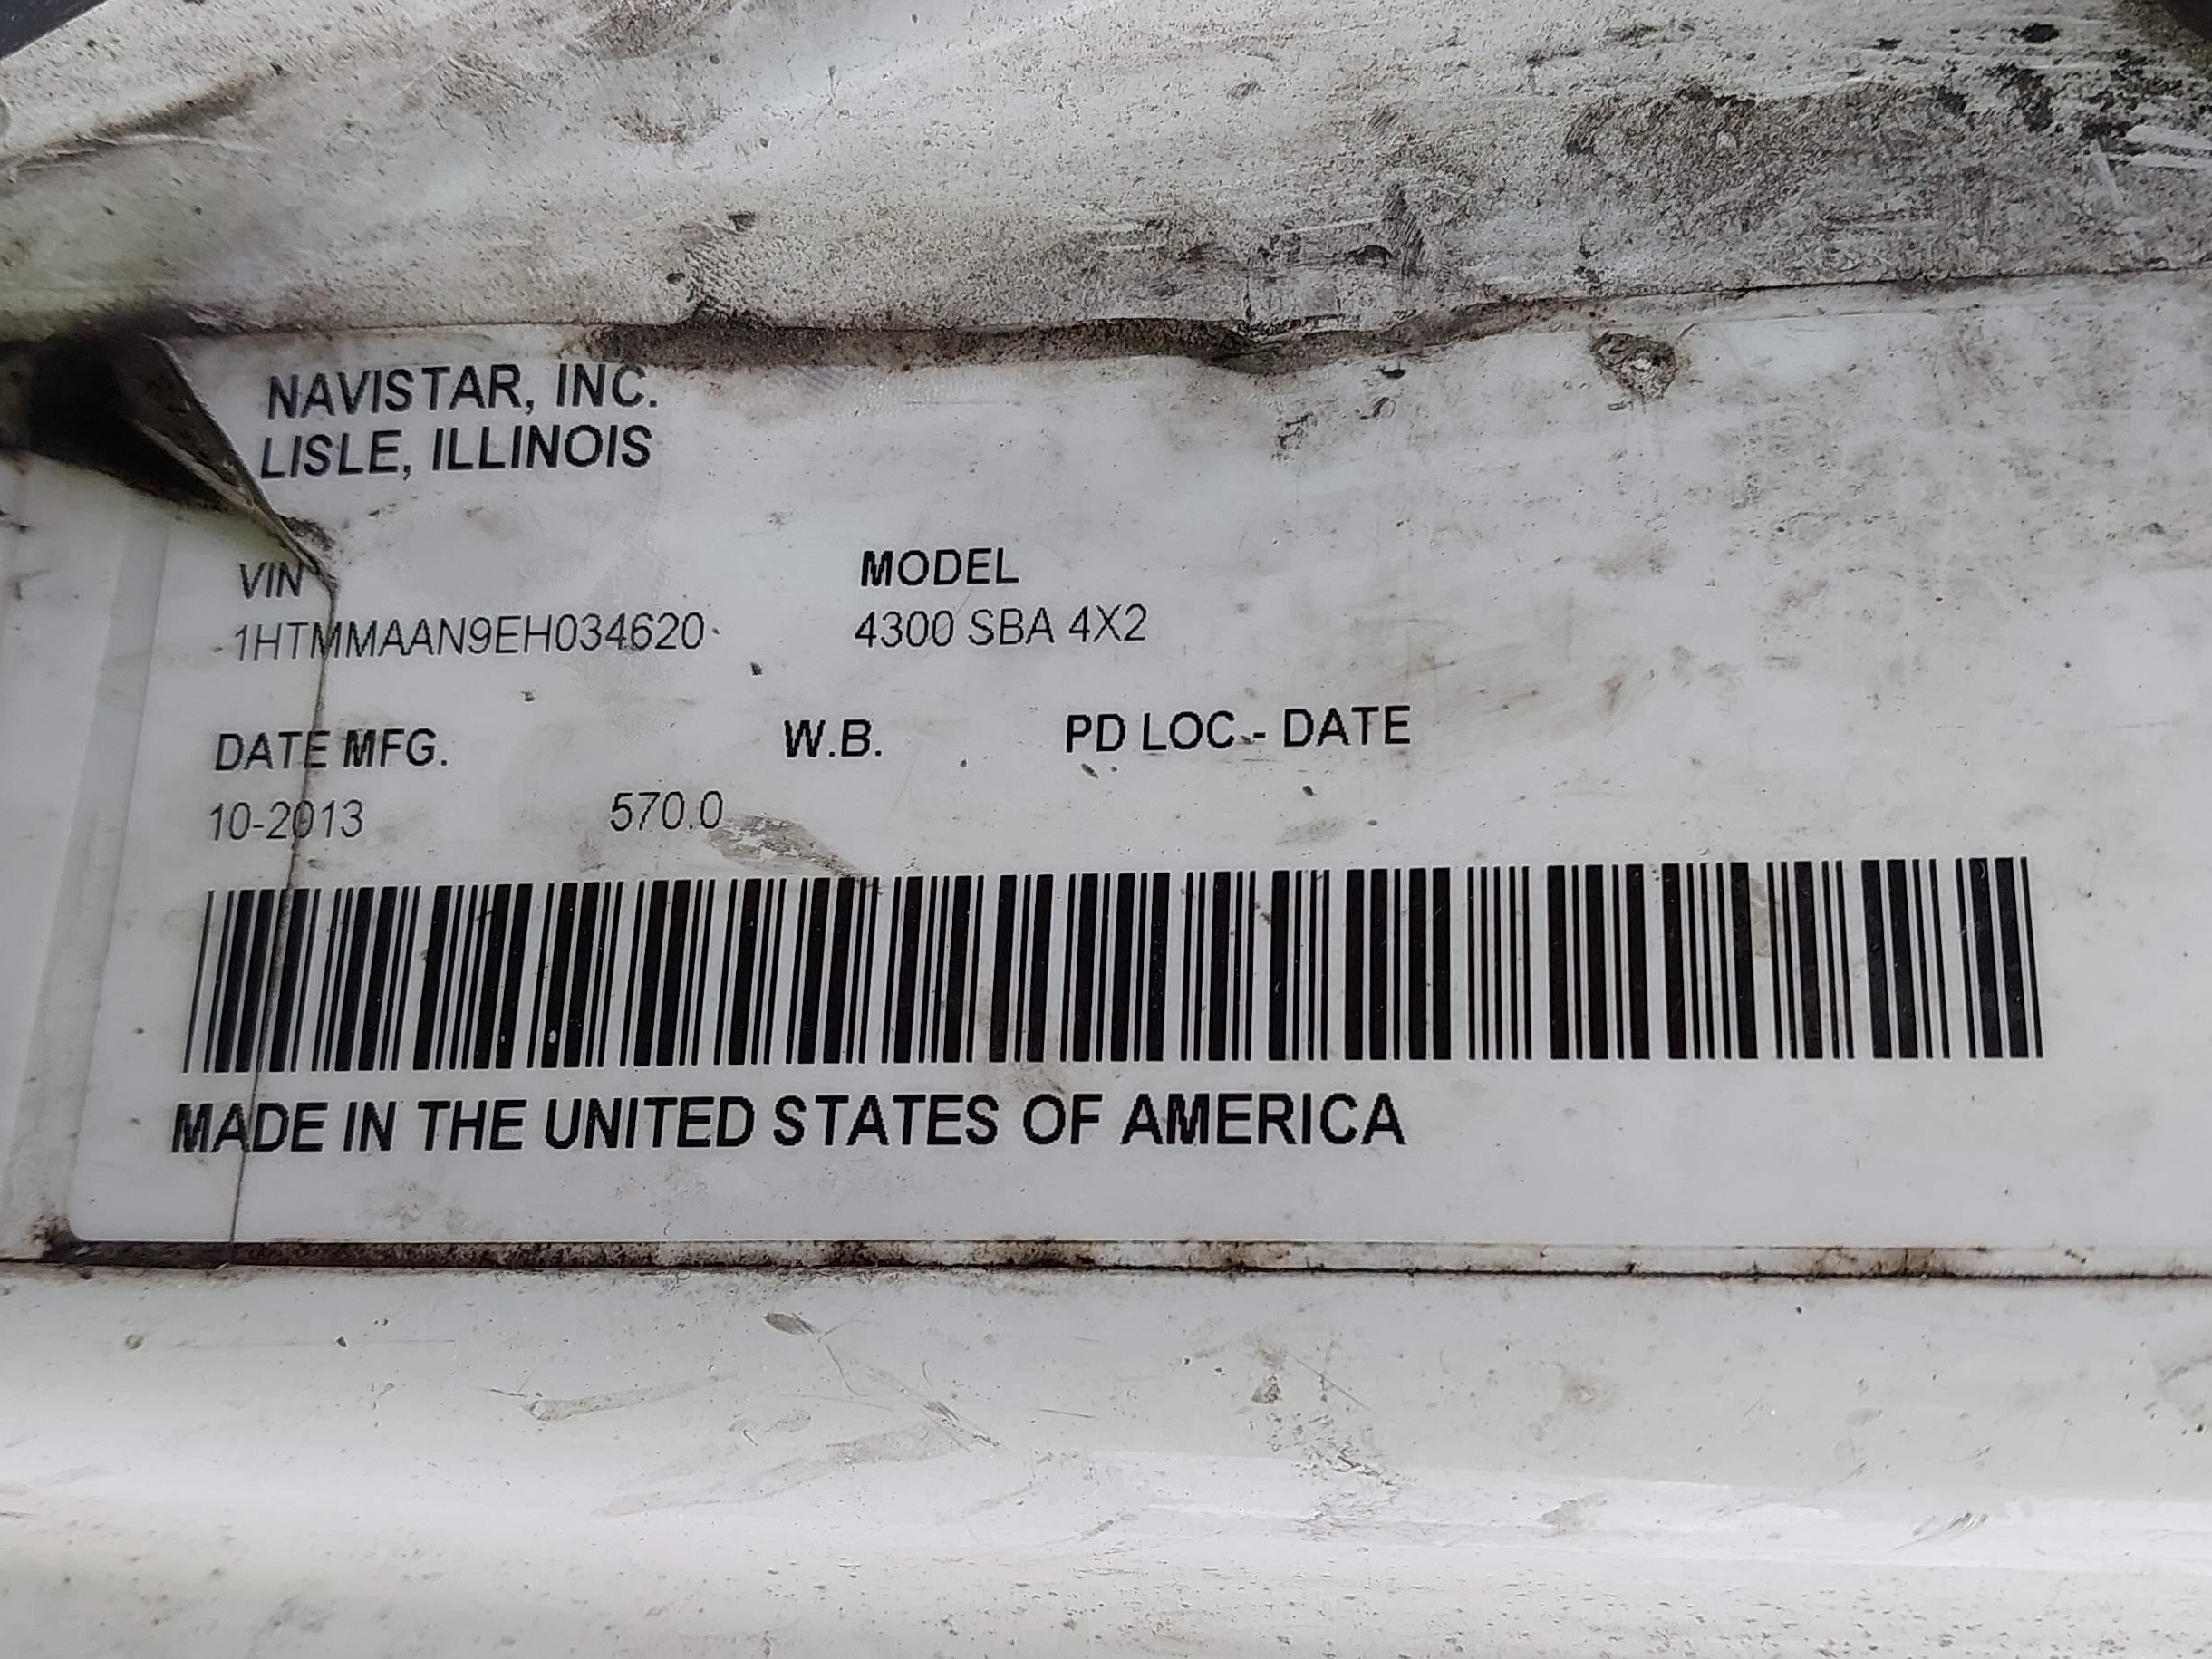 NAVISTAR, INC.
LISLE, ILLINOIS
VIN MODEL
1HTMMAAN9EH034620 4300 SBA 4X2
DATE MFG. W.B. PD LOC.- DATE
10-2013 570.0
MADE IN THE UNITED STATES OF AMERICA